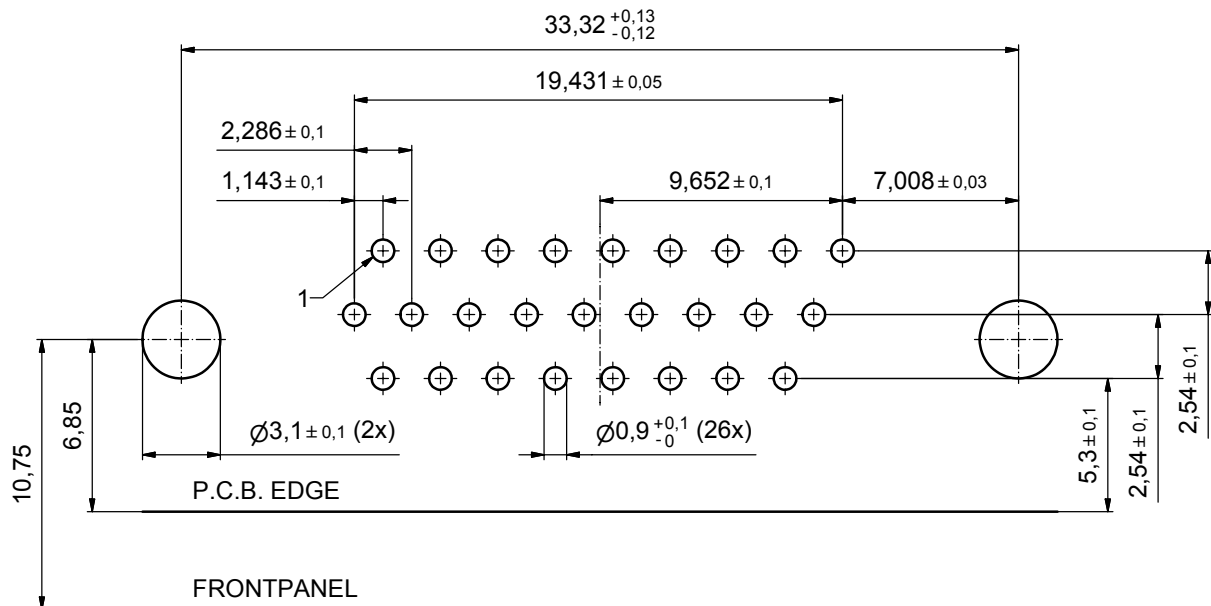 33,32 +0,13 -0,12
19,431 ± 0,05
2,286 ± 0,1
1,143 ± 0,1
9,652 ± 0,1
7,008 ± 0,03
1
10,75
6,85
Ø3,1 ± 0,1 (2x)
Ø0,9 +0,1 -0 (26x)
5,3 ± 0,1
2,54 ± 0,1
2,54 ± 0,1
P.C.B. EDGE
FRONTPANEL